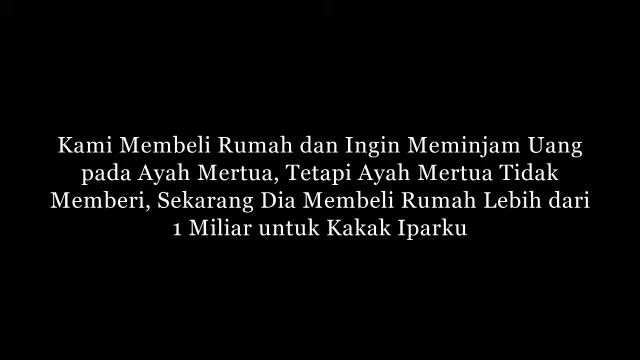 Kami Membeli Rumah dan Ingin Meminjam Uang
pada Ayah Mertua, Tetapi Ayah Mertua Tidak
Memberi, Sekarang Dia Membeli Rumah Lebih dari
1 Miliar untuk Kakak Iparku